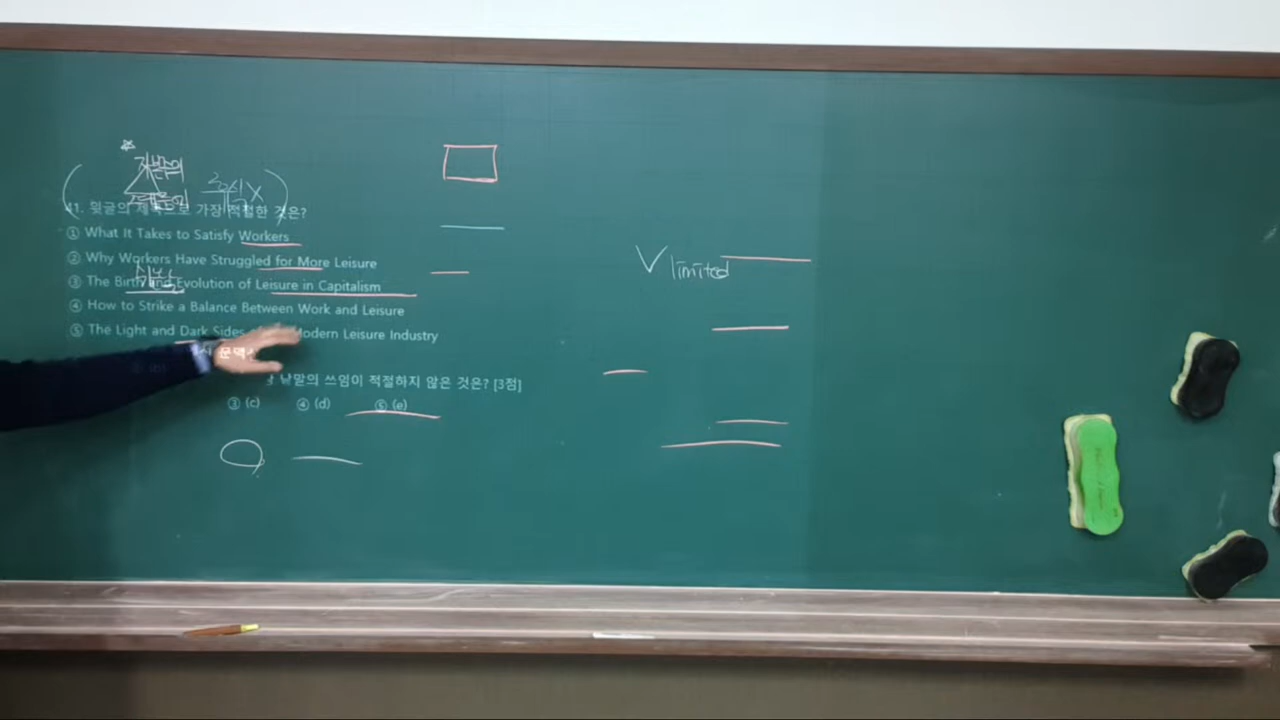 41. 윗글의 제목으로 가장 적절한 것은?
① What It Takes to Satisfy Workers
② Why Workers Have Struggled for More Leisure
③ The Birth and Evolution of Leisure in Capitalism
④ How to Strike a Balance Between Work and Leisure
⑤ The Light and Dark Sides Modern Leisure Industry
낱말의 쓰임이 적절하지 않은 것은? [3점]
③ (c) ④ (d) ⑤ (e)
V limited